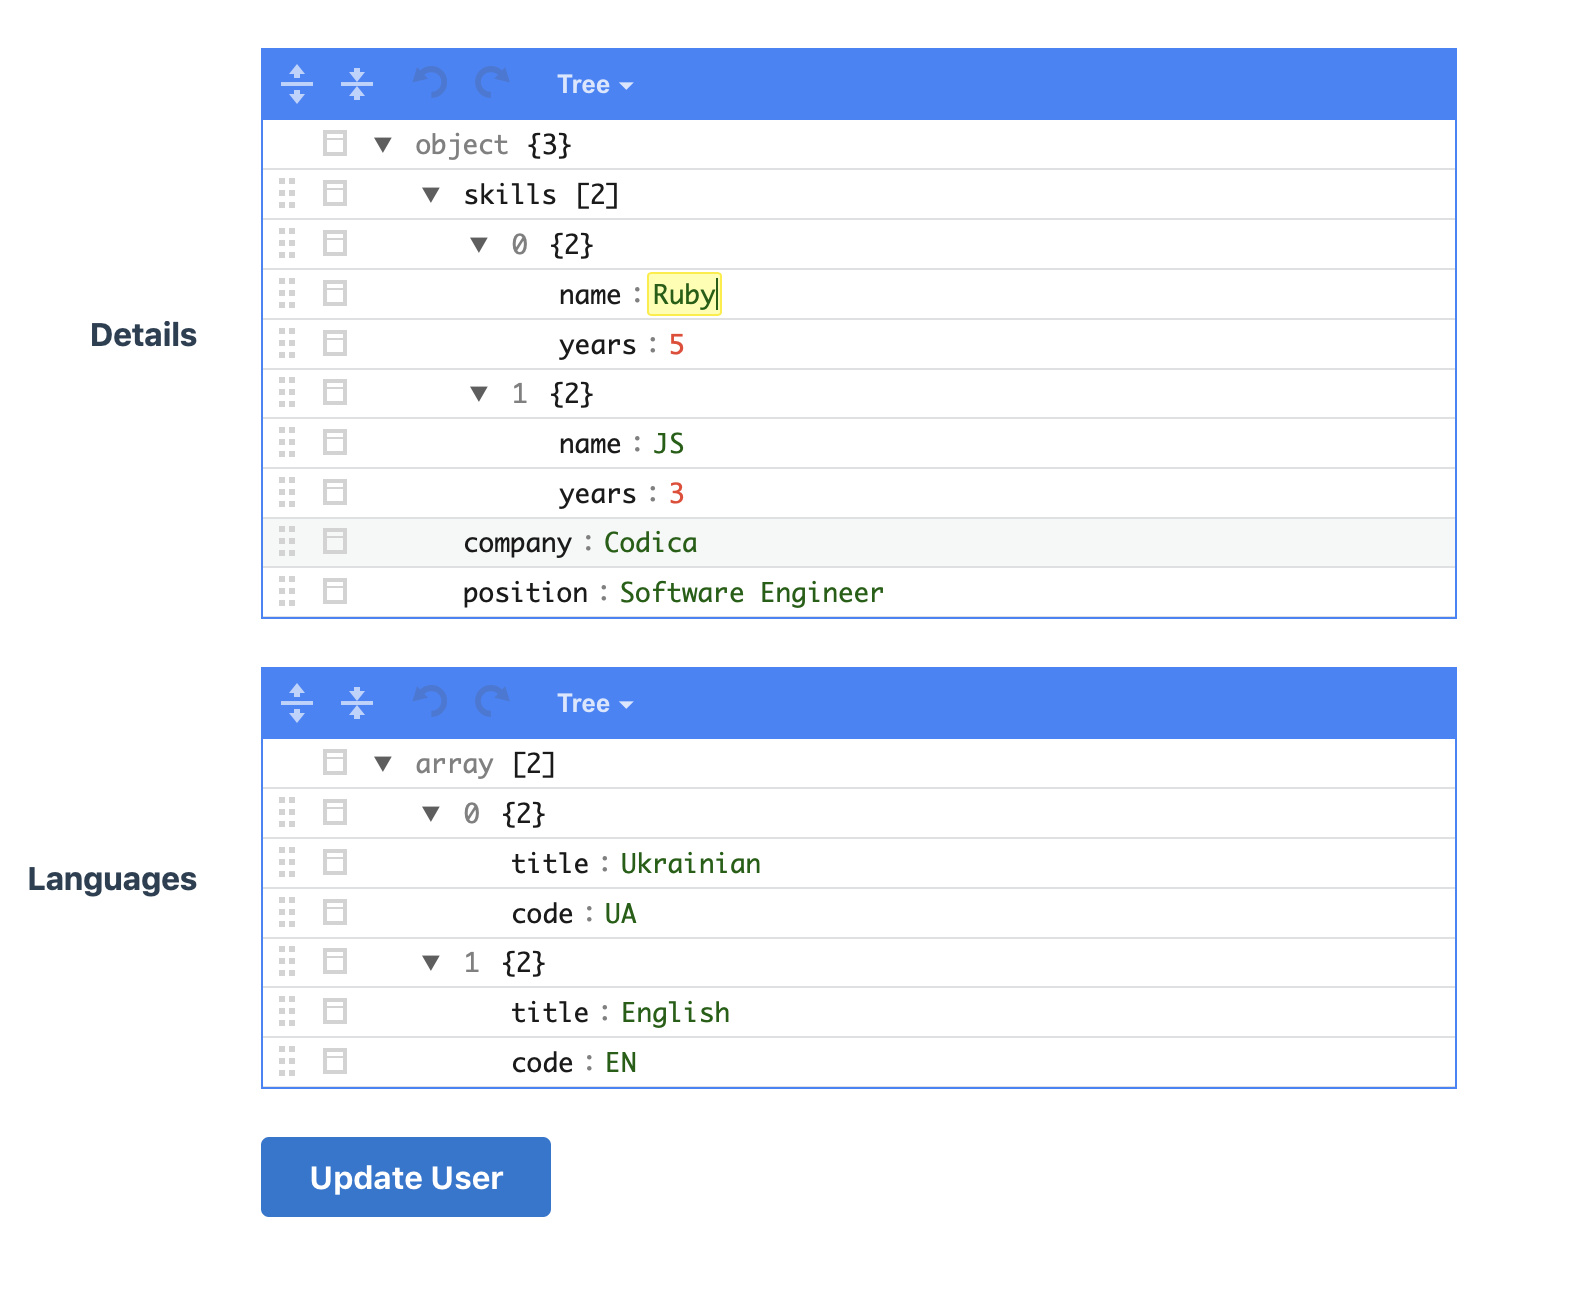 Tree
object {3}
skills [2]
0 {2}
name : Ruby
years : 5
1 {2}
name : JS
years : 3
company : Codica
position : Software Engineer
Details
Tree
array [2]
0 {2}
title : Ukrainian
code : UA
1 {2}
title : English
code : EN
Languages
Update User